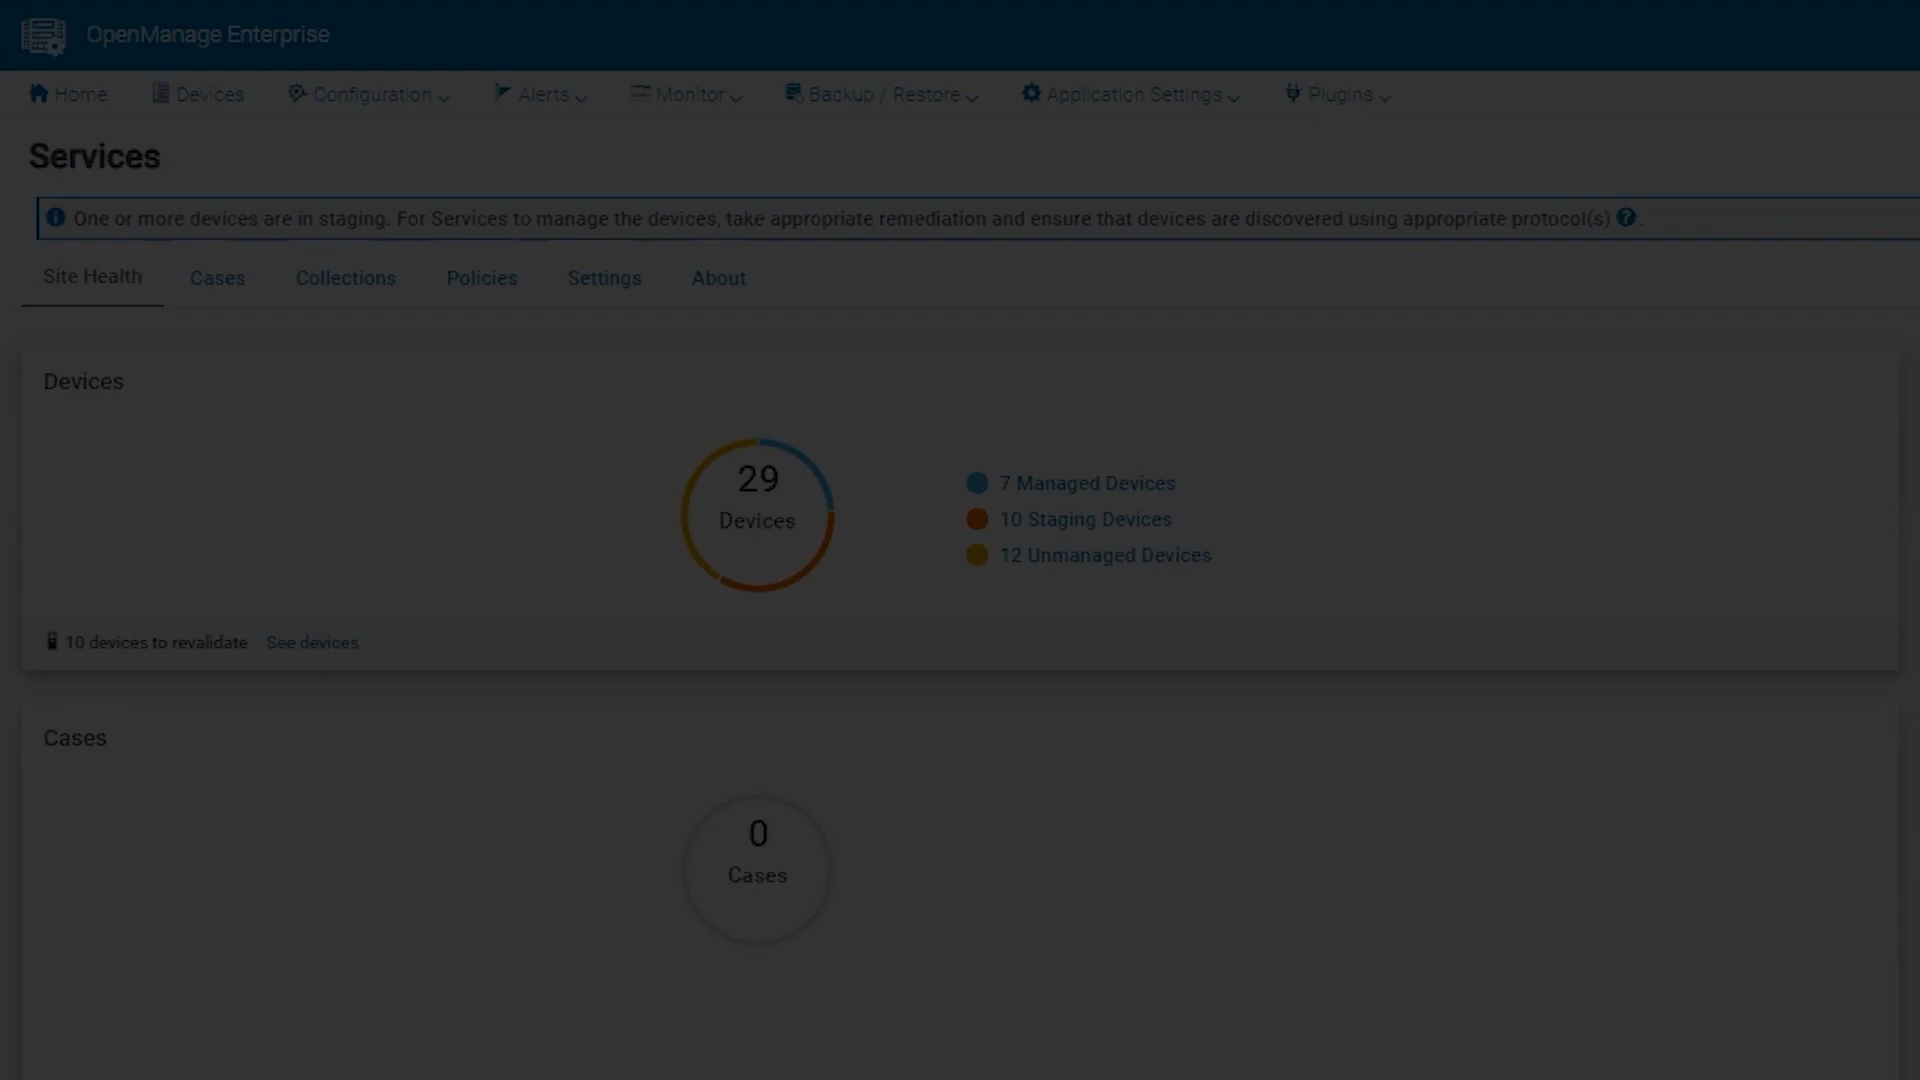 OpenManage Enterprise
Home Devices Configuration Alerts Monitor Backup / Restore Application Settings Plugins
Services
One or more devices are in staging. For Services to manage the devices, take appropriate remediation and ensure that devices are discovered using appropriate protocol(s) ? .
Site Health Cases Collections Policies Settings About
Devices
29
Devices
7 Managed Devices
10 Staging Devices
12 Unmanaged Devices
10 devices to revalidate See devices
Cases
0
Cases